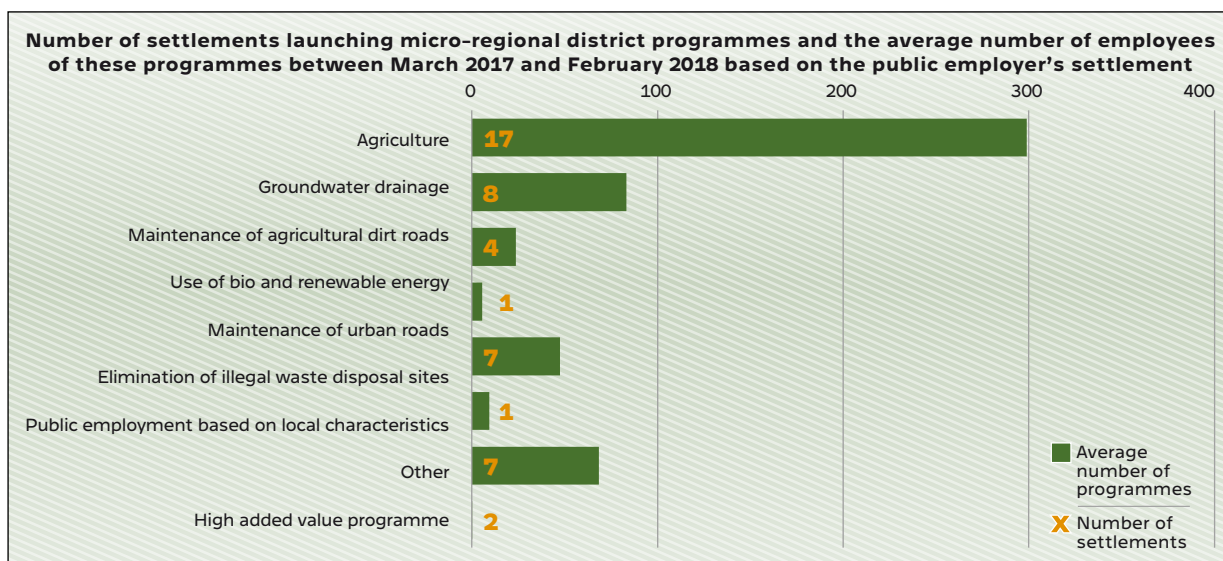 Number of settlements launching micro-regional district programmes and the average number of employees
of these programmes between March 2017 and February 2018 based on the public employer’s settlement
0 100 200 300 400
Agriculture 17
Groundwater drainage 8
Maintenance of agricultural dirt roads 4
Use of bio and renewable energy 1
Maintenance of urban roads 7
Elimination of illegal waste disposal sites 1
Public employment based on local characteristics
Other 7
High added value programme 2
Average
number of
programmes
X Number of
settlements